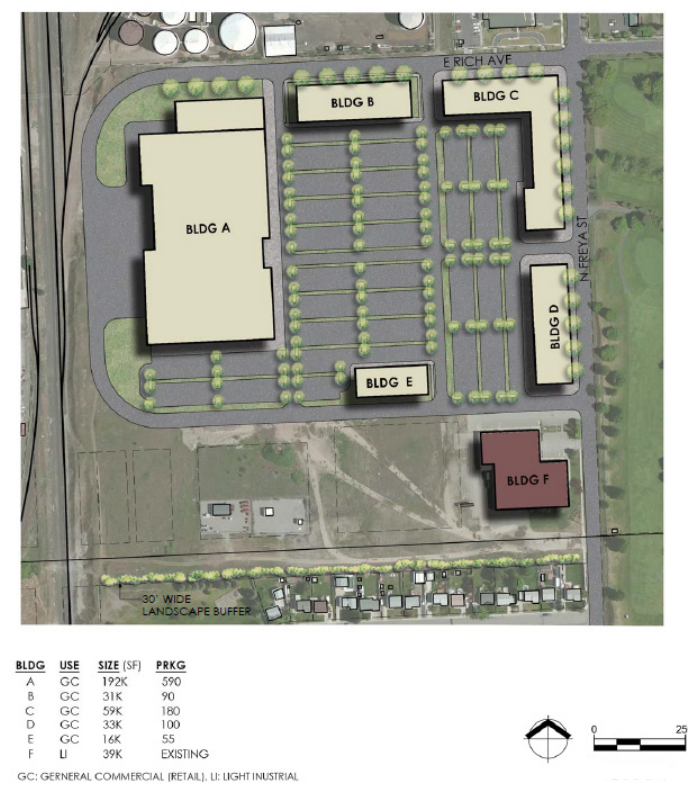 E RICH AVE
BLDG B
BLDG C
BLDG A
N FREYA ST
BLDG D
BLDG E
BLDG F
30' WIDE
LANDSCAPE BUFFER
BLDG USE SIZE (SF) PRKG
A GC 192K 590
B GC 31K 90
C GC 59K 180
D GC 33K 100
E GC 16K 55
F LI 39K EXISTING
0 25
GC: GERNERAL COMMERCIAL (RETAIL), LI: LIGHT INUSTRIAL